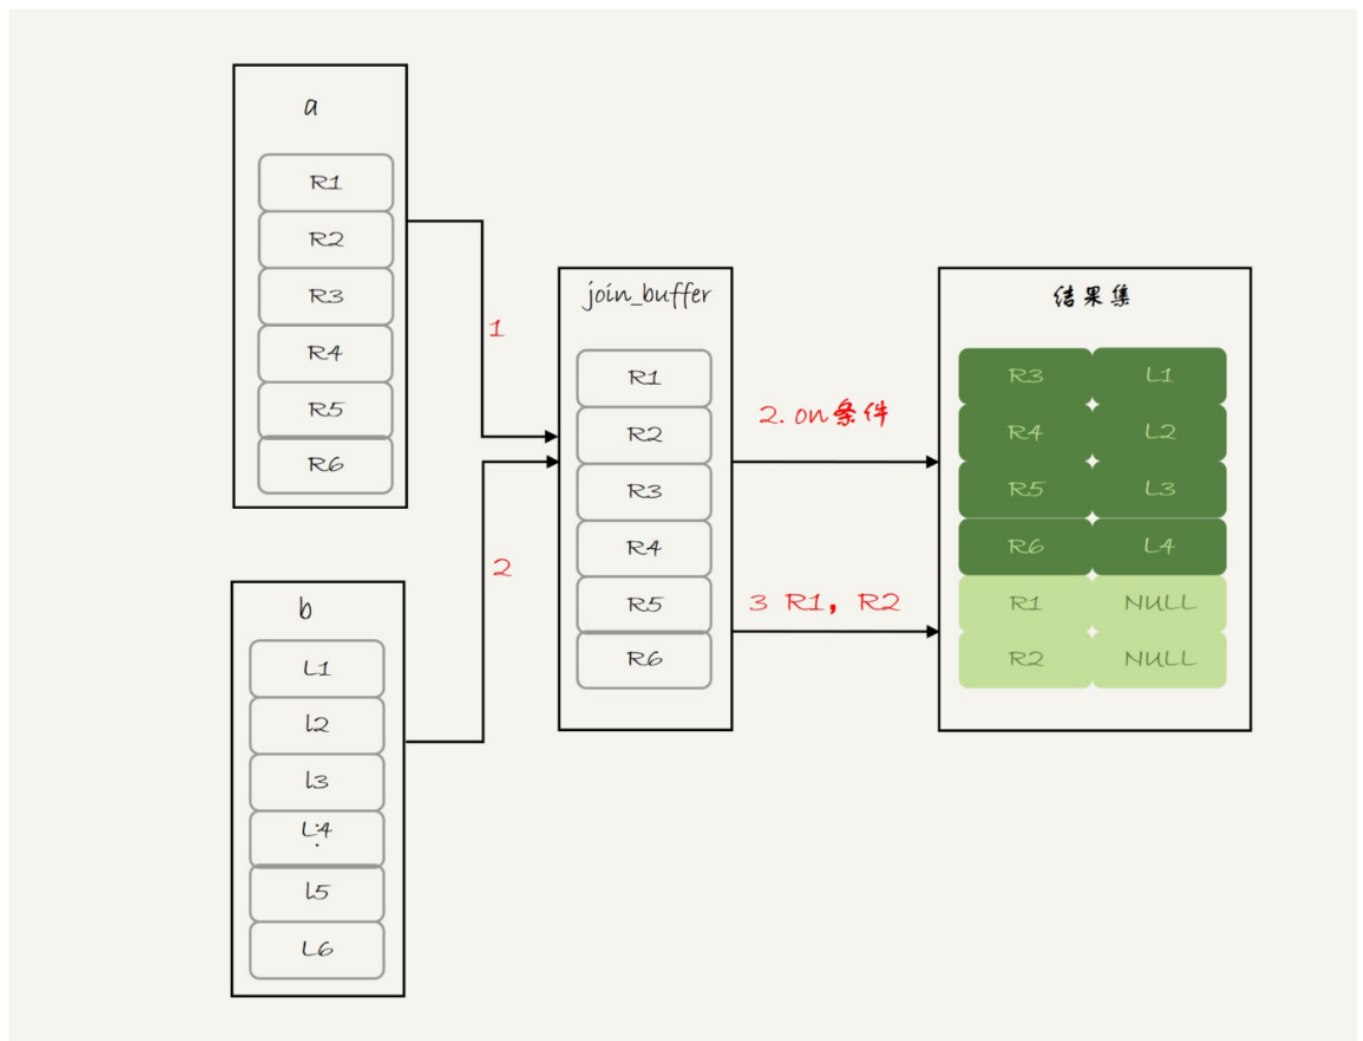 a
R1
R2
R3
R4
R5
R6
1
b
L1
l2
l3
L4
l5
L6
2
join_buffer
R1
R2
R3
R4
R5
R6
2. on条件
3 R1，R2
结果集
R3 L1
R4 L2
R5 L3
R6 L4
R1 NULL
R2 NULL